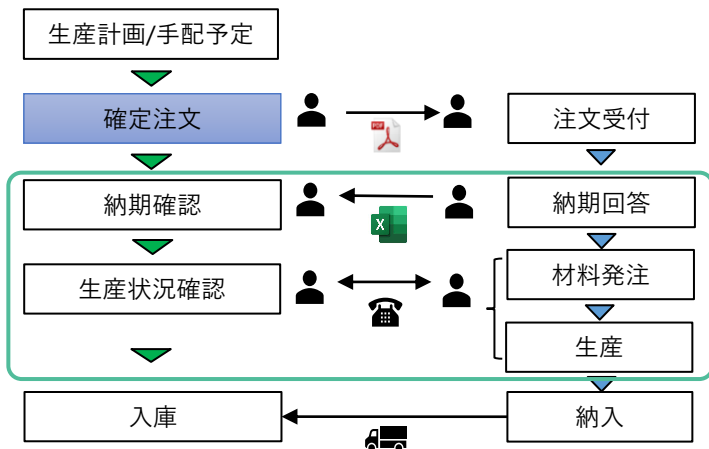 生産計画/手配予定
確定注文
PDF
注文受付
納期確認
X
納期回答
生産状況確認
材料発注
生産
入庫
納入